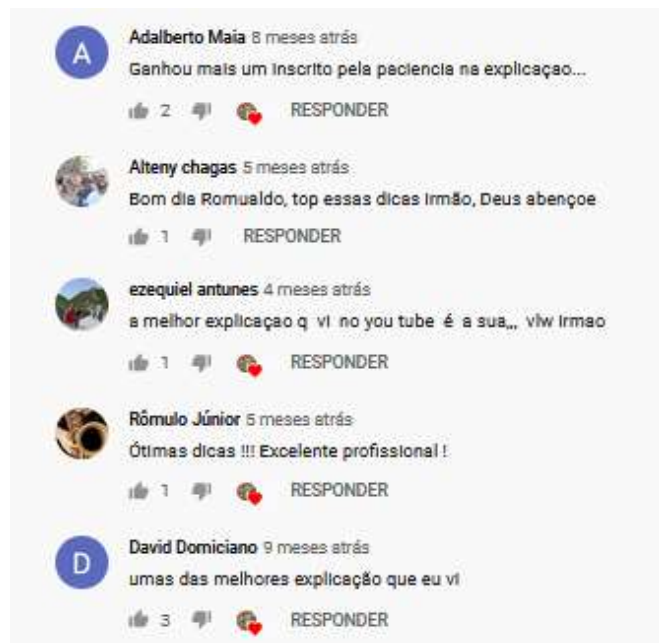 A
Adalberto Maia 8 meses atrás
Ganhou mais um inscrito pela paciencia na explicaçao...
2 RESPONDER
Alteny chagas 5 meses atrás
Bom dia Romualdo, top essas dicas irmão, Deus abençoe
1 RESPONDER
ezequiel antunes 4 meses atrás
a melhor explicaçao q vi no you tube é a sua,,, vlw irmao
1 RESPONDER
Rômulo Júnior 5 meses atrás
Ótimas dicas !!! Excelente profissional !
1 RESPONDER
D
David Domiciano 9 meses atrás
umas das melhores explicação que eu vi
3 RESPONDER